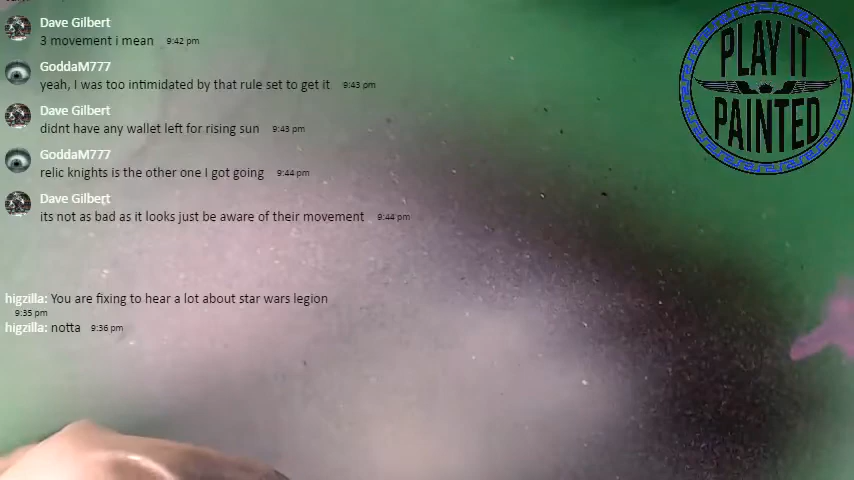 Dave Gilbert
3 movement i mean 9:42 pm
GoddaM777
yeah, I was too intimidated by that rule set to get it 9:43 pm
Dave Gilbert
didnt have any wallet left for rising sun 9:43 pm
GoddaM777
relic knights is the other one I got going 9:44 pm
Dave Gilbert
its not as bad as it looks just be aware of their movement 9:44 pm
higzilla: You are fixing to hear a lot about star wars legion
9:35 pm
higzilla: notta 9:36 pm
PLAY IT
PAINTED